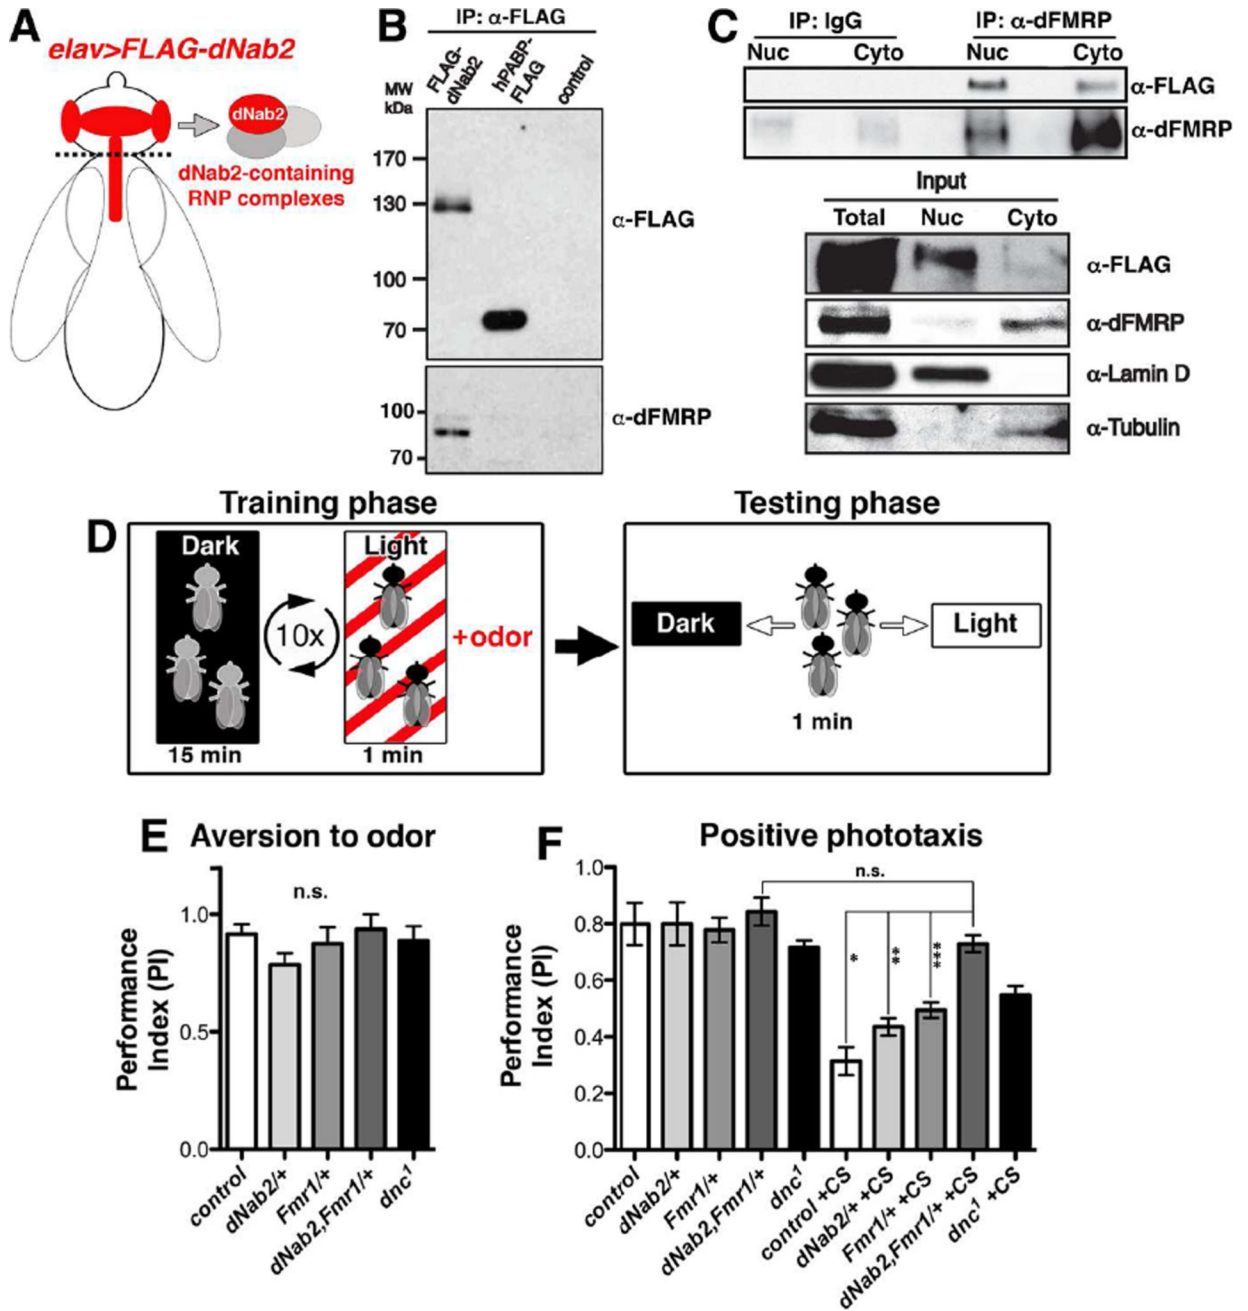 A
elav>FLAG-dNab2
dNab2
dNab2-containing
RNP complexes
B
IP: α-FLAG
FLAG-
dNab2
hPABP-
FLAG
control
MW
kDa
170
130
100
70
α-FLAG
100
70
α-dFMRP
C
IP: IgG
IP: α-dFMRP
Nuc
Cyto
Nuc
Cyto
α-FLAG
α-dFMRP
Input
Total
Nuc
Cyto
α-FLAG
α-dFMRP
α-Lamin D
α-Tubulin
D
Training phase
Dark
Light
10x
+odor
15 min
1 min
Testing phase
Dark
Light
1 min
E
Aversion to odor
n.s.
Performance
Index (PI)
1.0
0.5
0.0
control
dNab2/+
Fmr1/+
dNab2,Fmr1/+
dnc1
F
Positive phototaxis
n.s.
Performance
Index (PI)
1.0
0.8
0.6
0.4
0.2
0.0
*
**
***
control
dNab2/+
Fmr1/+
dNab2,Fmr1/+
dnc1
control +CS
dNab2/+ +CS
Fmr1/+ +CS
dNab2,Fmr1/+ +CS
dnc1 +CS